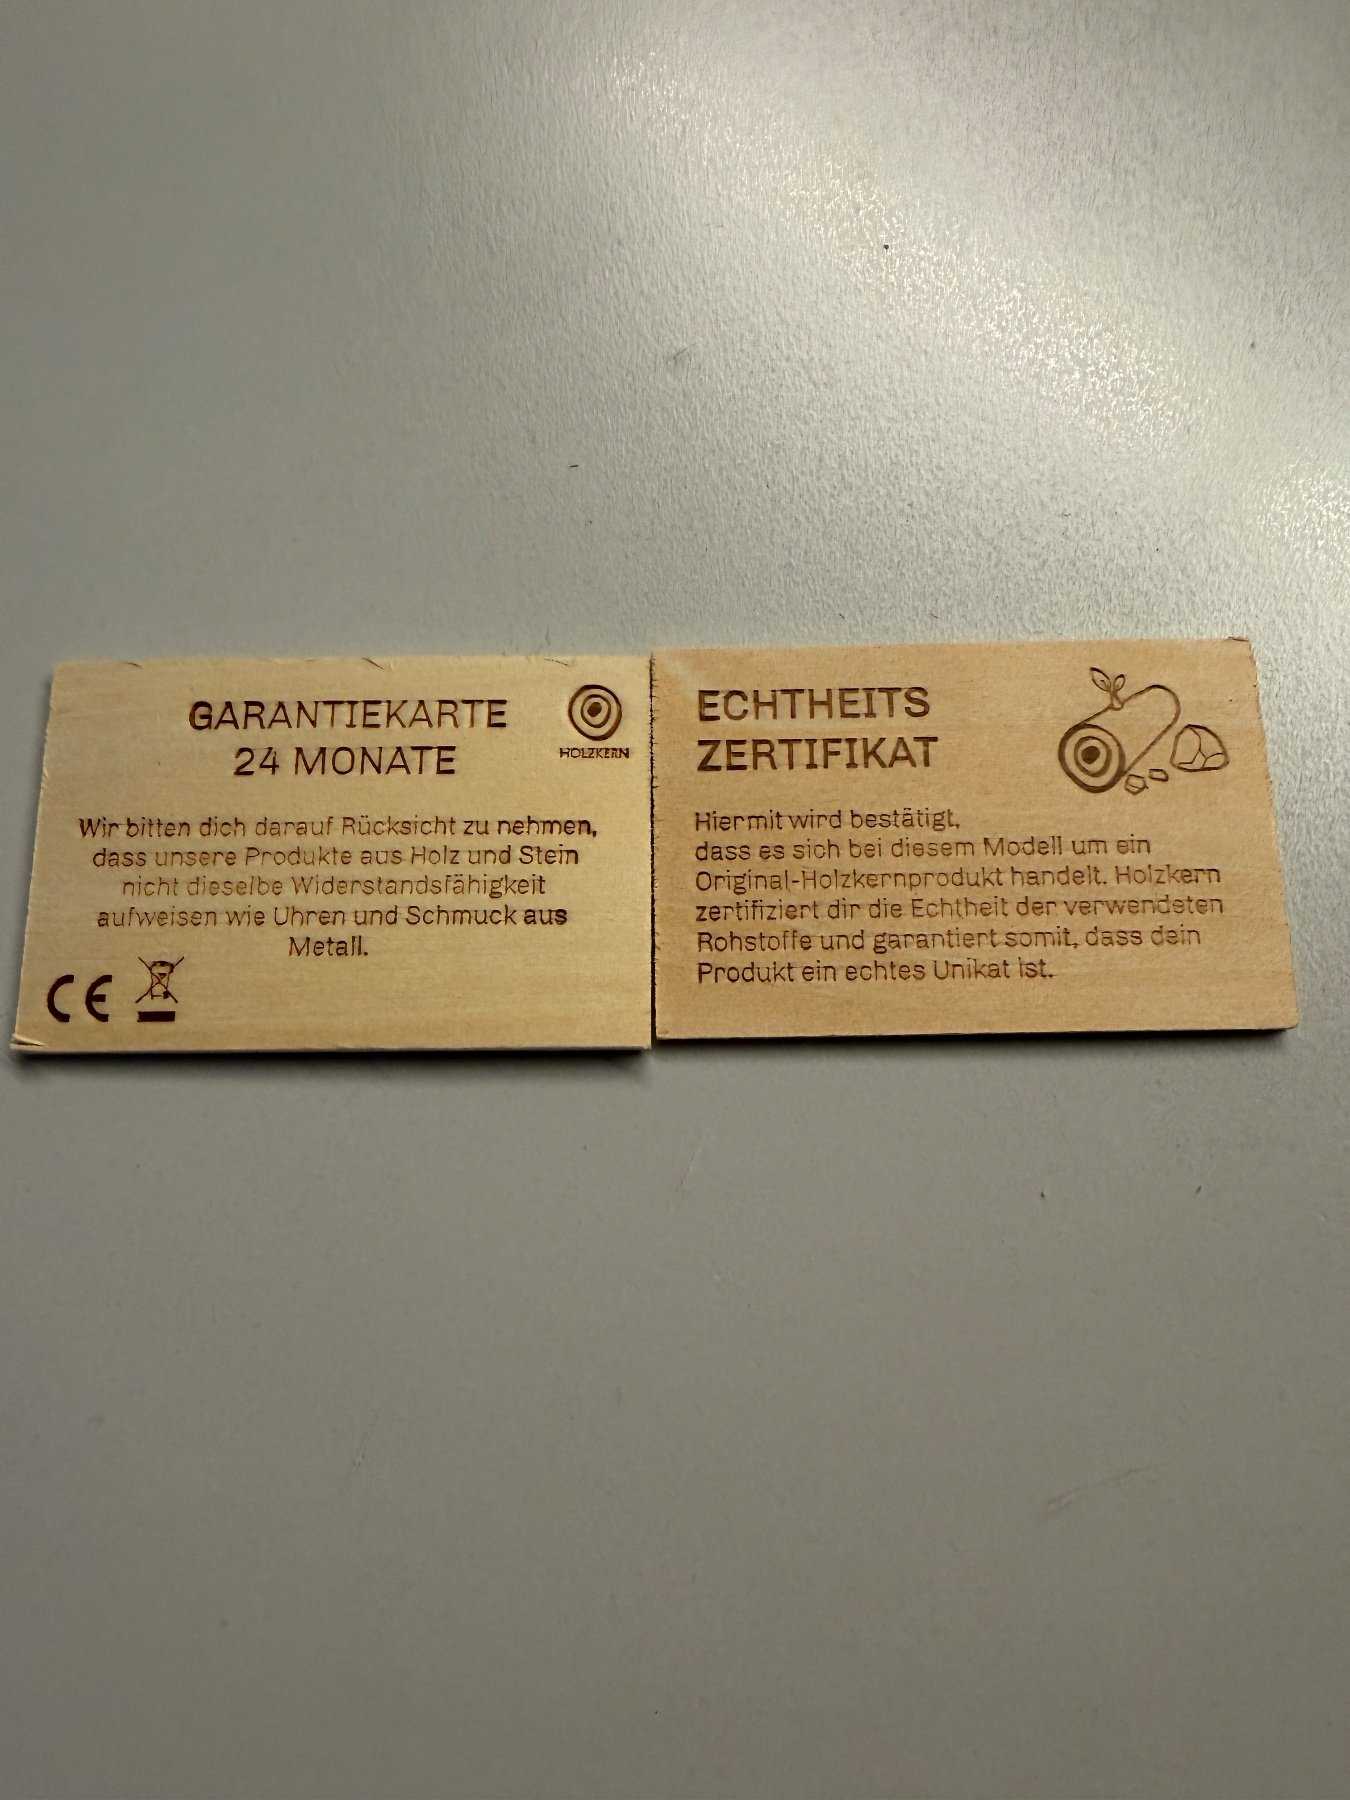 GARANTIEKARTE
24 MONATE
HOLZKERN
Wir bitten dich darauf Rücksicht zu nehmen,
dass unsere Produkte aus Holz und Stein
nicht dieselbe Widerstandsfähigkeit
aufweisen wie Uhren und Schmuck aus
Metall.
CE
ECHTHEITS
ZERTIFIKAT
Hiermit wird bestätigt,
dass es sich bei diesem Modell um ein
Original-Holzkernprodukt handelt. Holzkern
zertifiziert dir die Echtheit der verwendeten
Rohstoffe und garantiert somit, dass dein
Produkt ein echtes Unikat ist.